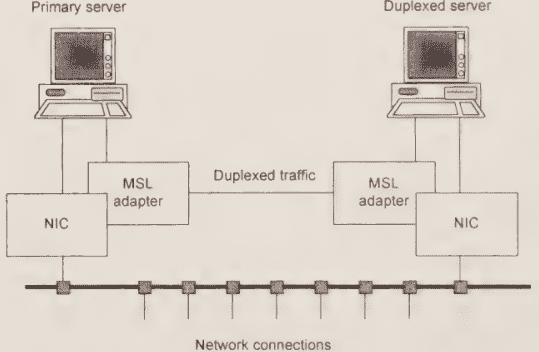 Primary server
Duplexed server
MSL
adapter
Duplexed traffic
MSL
adapter
NIC
NIC
Network connections